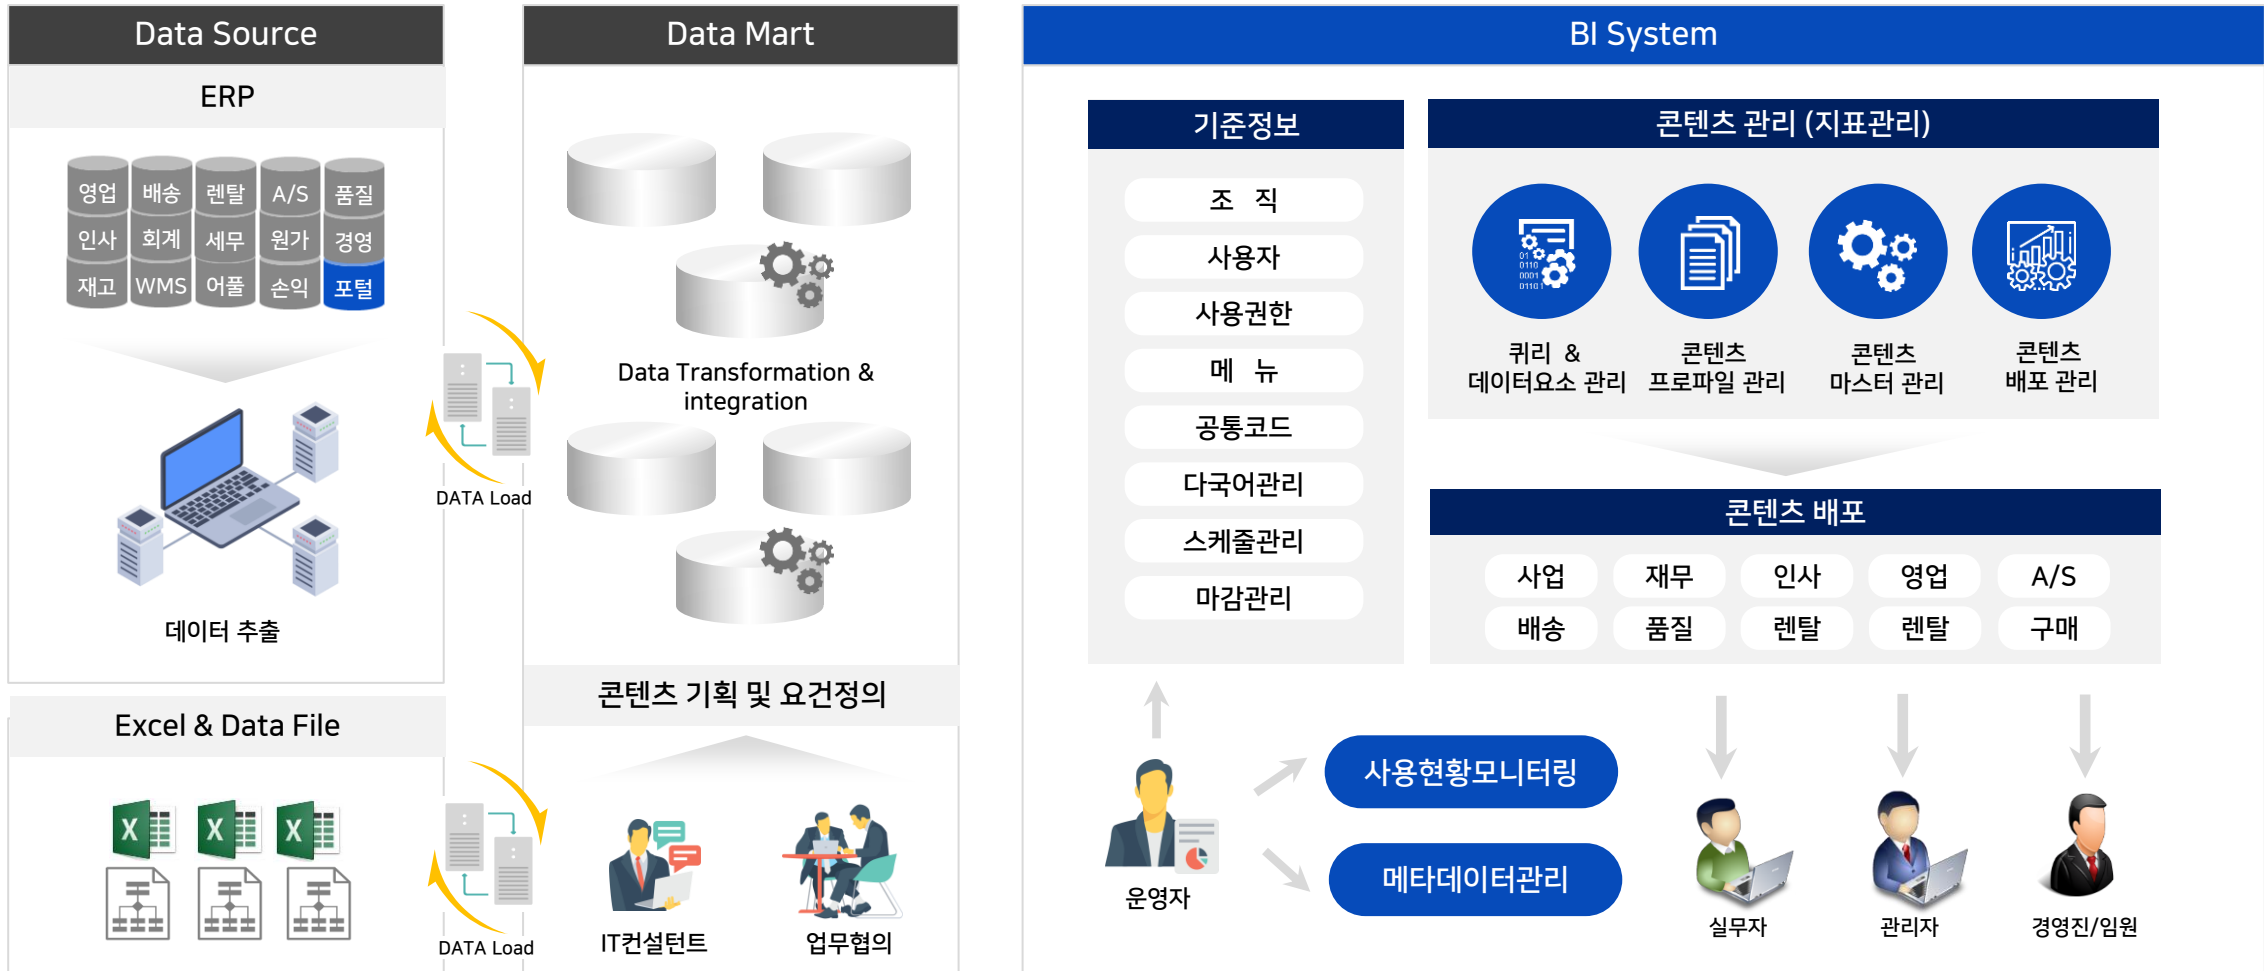 Data Source
ERP
영업 배송 렌탈 A/S 품질
인사 회계 세무 원가 경영
재고 WMS 어풀 손익 포털
데이터 추출
Excel & Data File
DATA Load
DATA Load
Data Mart
Data Transformation &
integration
콘텐츠 기획 및 요건정의
IT컨설턴트
업무협의
BI System
기준정보
조 직
사용자
사용권한
메 뉴
공통코드
다국어관리
스케줄관리
마감관리
콘텐츠 관리 (지표관리)
01
0110
0001
01101
퀴리 &
데이터요소 관리
콘텐츠
프로파일 관리
콘텐츠
마스터 관리
콘텐츠
배포 관리
콘텐츠 배포
사업 재무 인사 영업 A/S
배송 품질 렌탈 렌탈 구매
운영자
사용현황모니터링
메타데이터관리
실무자
관리자
경영진/임원